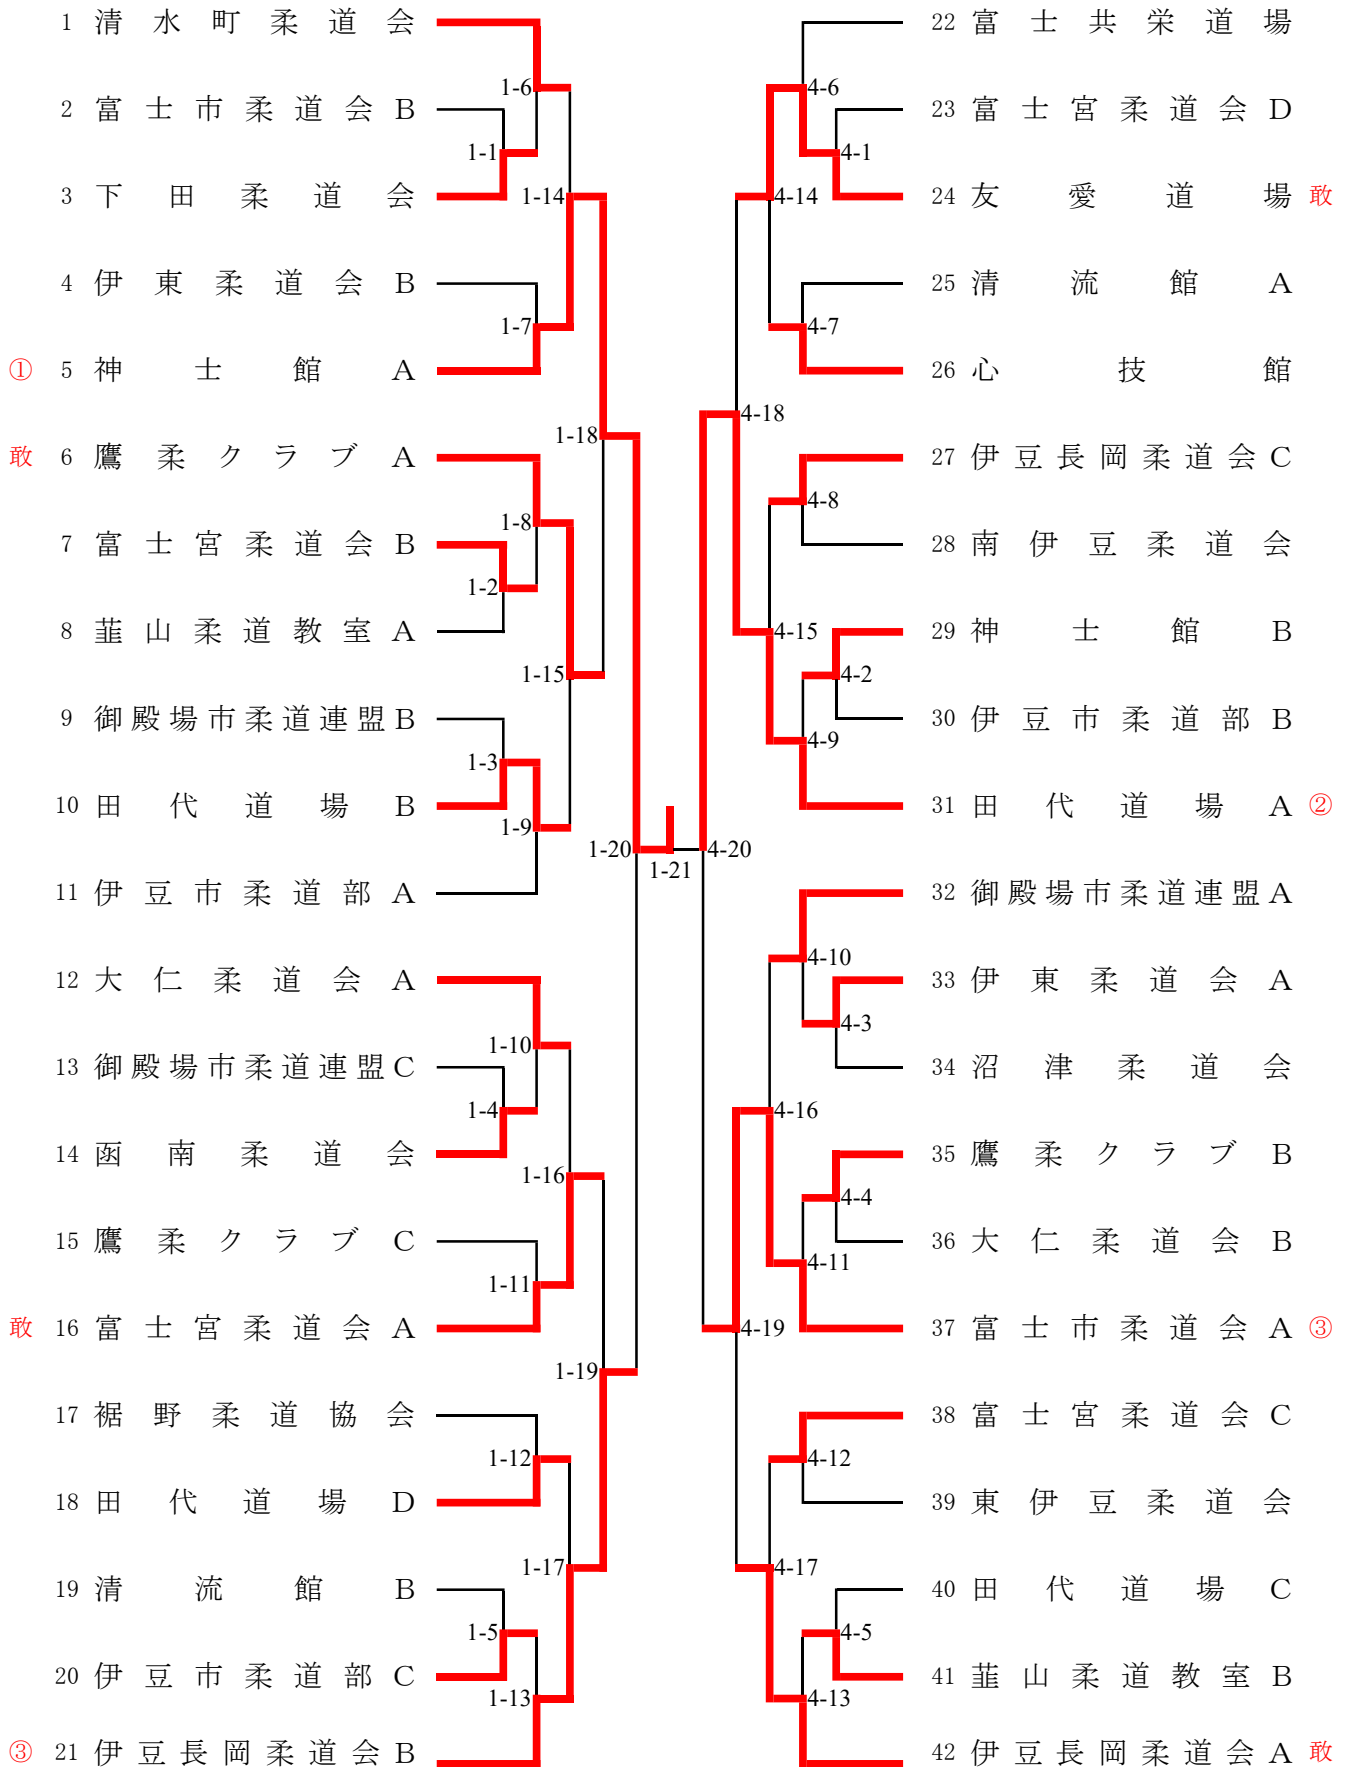 1 清水町柔道会
2 富士市柔道会B
3 下田柔道会
4 伊東柔道会B
① 5 神士館A
敢 6 鷹柔クラブA
7 富士宮柔道会B
8 韮山柔道教室A
9 御殿場市柔道連盟B
10 田代道場B
11 伊豆市柔道部A
12 大仁柔道会A
13 御殿場市柔道連盟C
14 函南柔道会
15 鷹柔クラブC
敢 16 富士宮柔道会A
17 裾野柔道協会
18 田代道場D
19 清流館B
20 伊豆市柔道部C
③ 21 伊豆長岡柔道会B
1-6
1-1
1-14
1-7
1-18
1-8
1-2
1-15
1-3
1-9
1-20
1-21
1-10
1-4
1-16
1-11
1-19
1-12
1-17
1-5
1-13
4-6
4-1
4-14
4-7
4-18
4-8
4-15
4-2
4-9
4-20
4-10
4-3
4-16
4-4
4-11
4-19
4-12
4-17
4-5
4-13
22 富士共栄道場
23 富士宮柔道会D
24 友愛道場 敢
25 清流館A
26 心技館
27 伊豆長岡柔道会C
28 南伊豆柔道会
29 神士館B
30 伊豆市柔道部B
31 田代道場A ②
32 御殿場市柔道連盟A
33 伊東柔道会A
34 沼津柔道会
35 鷹柔クラブB
36 大仁柔道会B
37 富士市柔道会A ③
38 富士宮柔道会C
39 東伊豆柔道会
40 田代道場C
41 韮山柔道教室B
42 伊豆長岡柔道会A 敢